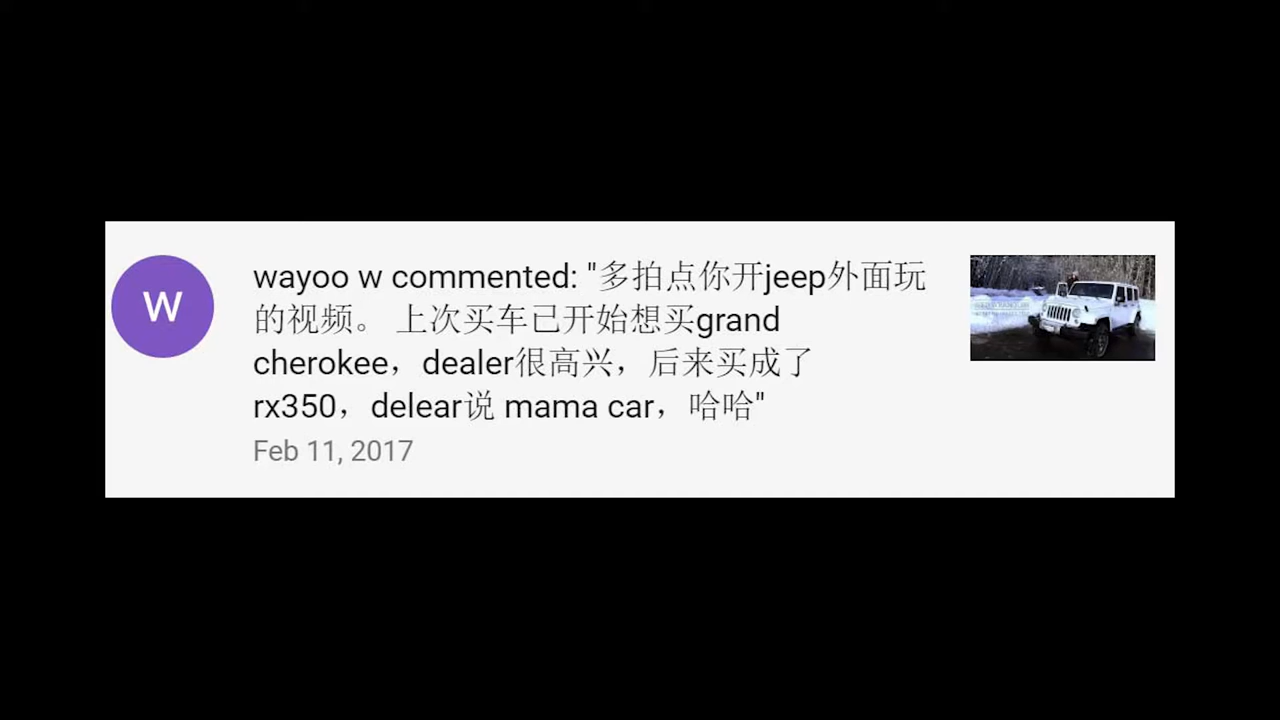 W
wayoo w commented: "多拍点你开jeep外面玩
的视频。 上次买车已开始想买grand
cherokee，dealer很高兴，后来买成了
rx350，delear说 mama car，哈哈"
Feb 11, 2017